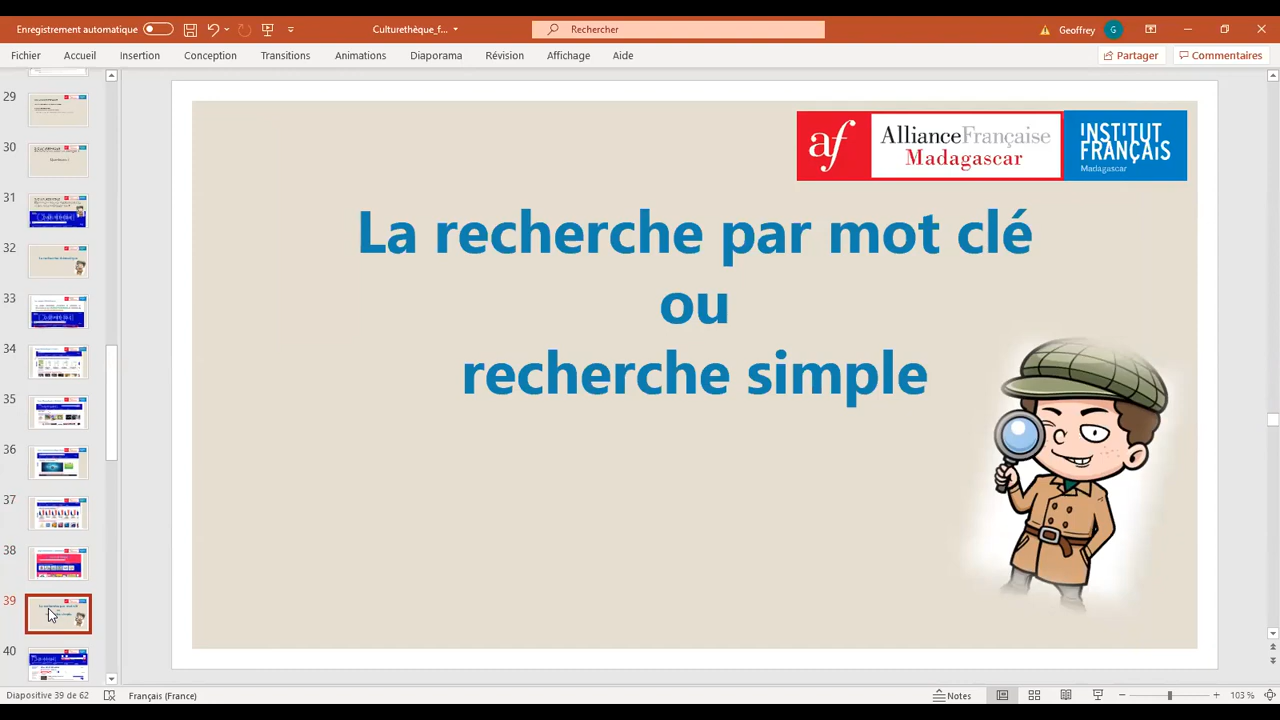 Enregistrement automatique
Culturethèque_f...
Rechercher
Geoffrey
G
Fichier
Accueil
Insertion
Conception
Transitions
Animations
Diaporama
Révision
Affichage
Aide
Partager
Commentaires
29
30
31
32
33
34
35
36
37
38
39
40
af
AllianceFrançaise
Madagascar
INSTITUT
FRANÇAIS
Madagascar
La recherche par mot clé
ou
recherche simple
Diapositive 39 de 62
Français (France)
Notes
103 %